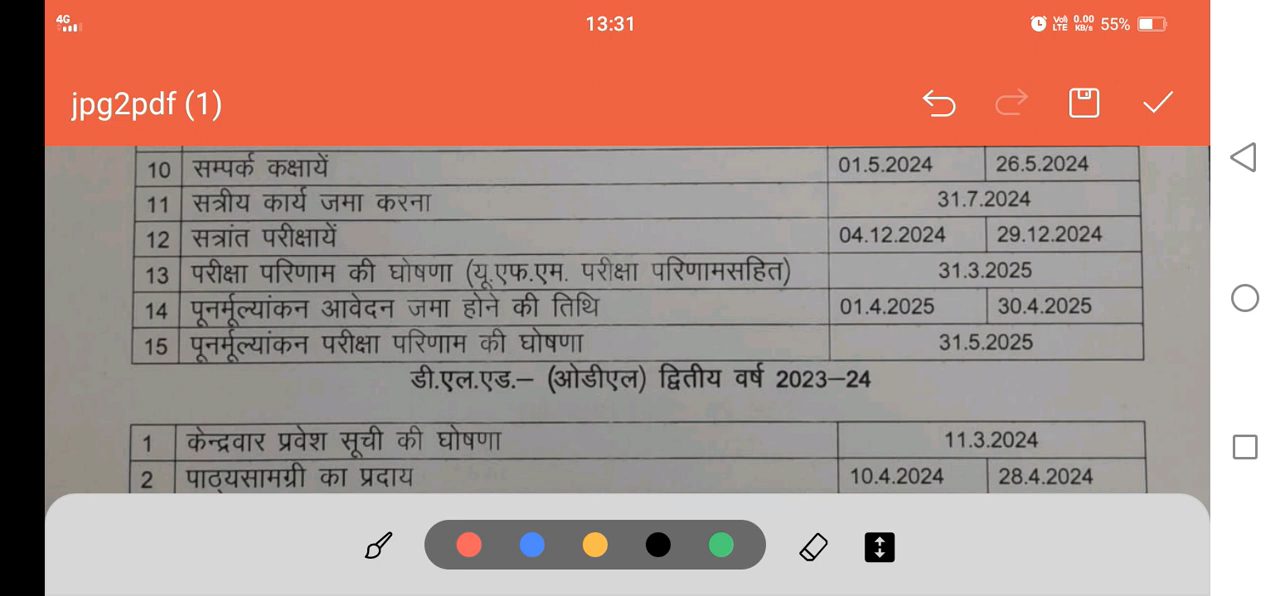 4G 13:31 VoLTE 0.00 KB/s 55%
jpg2pdf (1)
10 सम्पर्क कक्षायें 01.5.2024 26.5.2024
11 सत्रीय कार्य जमा करना 31.7.2024
12 सत्रांत परीक्षायें 04.12.2024 29.12.2024
13 परीक्षा परिणाम की घोषणा (यू.एफ.एम. परीक्षा परिणामसहित) 31.3.2025
14 पूनर्मूल्यांकन आवेदन जमा होने की तिथि 01.4.2025 30.4.2025
15 पूनर्मूल्यांकन परीक्षा परिणाम की घोषणा 31.5.2025
डी.एल.एड.– (ओडीएल) द्वितीय वर्ष 2023–24
1 केन्द्रवार प्रवेश सूची की घोषणा 11.3.2024
2 पाठ्यसामग्री का प्रदाय 10.4.2024 28.4.2024